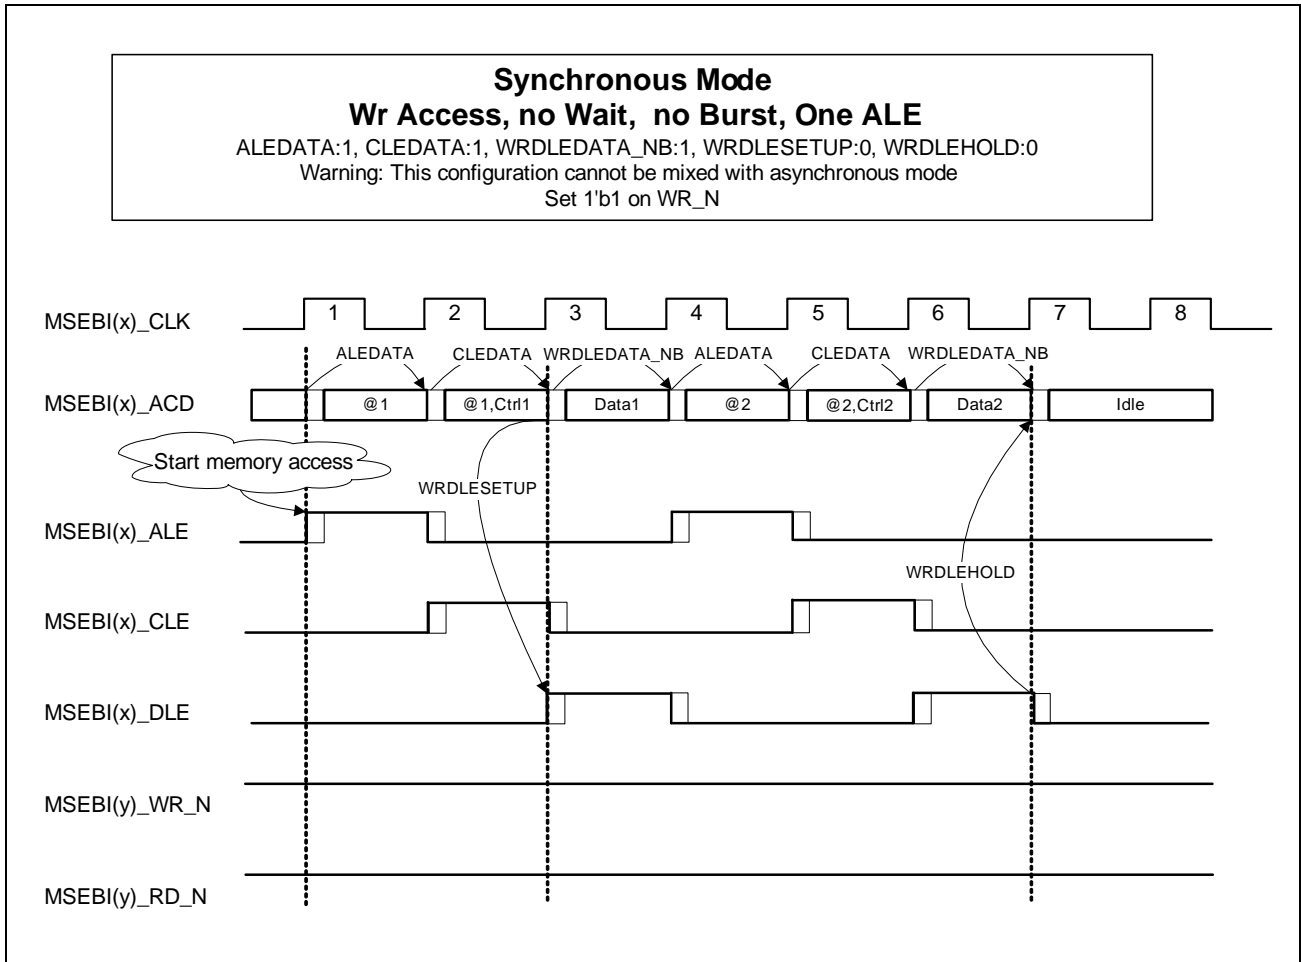 Synchronous Mode
Wr Access, no Wait, no Burst, One ALE
ALEDATA:1, CLEDATA:1, WRDLEDATA_NB:1, WRDLESETUP:0, WRDLEHOLD:0
Warning: This configuration cannot be mixed with asynchronous mode
Set 1'b1 on WR_N
MSEBI(x)_CLK 1 2 3 4 5 6 7 8
ALEDATA CLEDATA WRDLEDATA_NB ALEDATA CLEDATA WRDLEDATA_NB
MSEBI(x)_ACD @1 @1,Ctrl1 Data1 @2 @2,Ctrl2 Data2 Idle
Start memory access
WRDLESETUP
MSEBI(x)_ALE
WRDLEHOLD
MSEBI(x)_CLE
MSEBI(x)_DLE
MSEBI(y)_WR_N
MSEBI(y)_RD_N